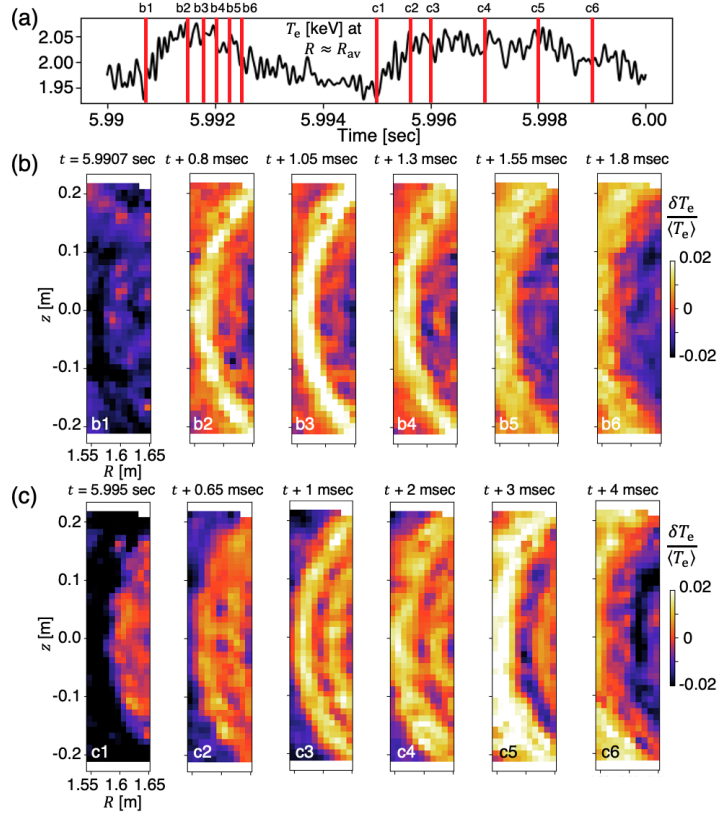 (a)
b1 b2 b3 b4 b5 b6 c1 c2 c3 c4 c5 c6
Te [keV] at
R ≈ Rav
2.05
2.00
1.95
5.99 5.992 5.994 5.996 5.998 6.00
Time [sec]
(b)
t = 5.9907 sec t + 0.8 msec t + 1.05 msec t + 1.3 msec t + 1.55 msec t + 1.8 msec
δTe
⟨Te⟩
0.2
0.1
0.0
-0.1
-0.2
z [m]
0.02
0
-0.02
b1 b2 b3 b4 b5 b6
1.55 1.6 1.65
R [m]
(c)
t = 5.995 sec t + 0.65 msec t + 1 msec t + 2 msec t + 3 msec t + 4 msec
δTe
⟨Te⟩
0.2
0.1
0.0
-0.1
-0.2
z [m]
0.02
0
-0.02
c1 c2 c3 c4 c5 c6
1.55 1.6 1.65
R [m]